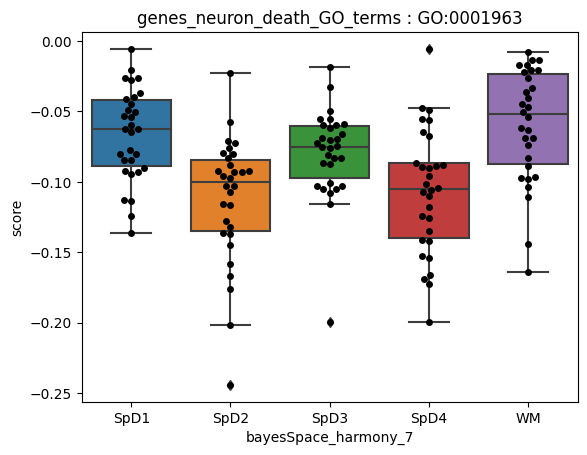 genes_neuron_death_GO_terms : GO:0001963
0.00
−0.05
−0.10
−0.15
−0.20
−0.25
score
SpD1 SpD2 SpD3 SpD4 WM
bayesSpace_harmony_7